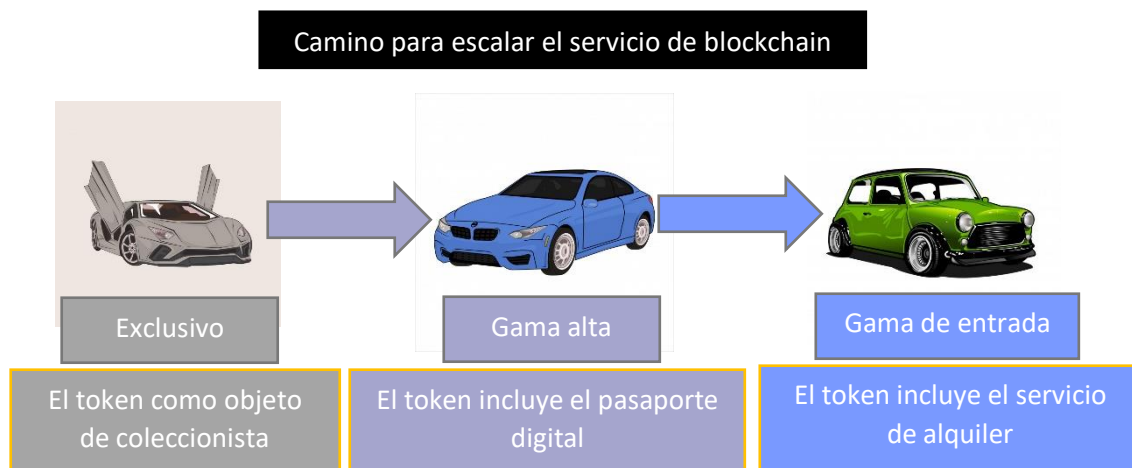 Camino para escalar el servicio de blockchain
Exclusivo
Gama alta
Gama de entrada
El token como objeto
de coleccionista
El token incluye el pasaporte
digital
El token incluye el servicio
de alquiler